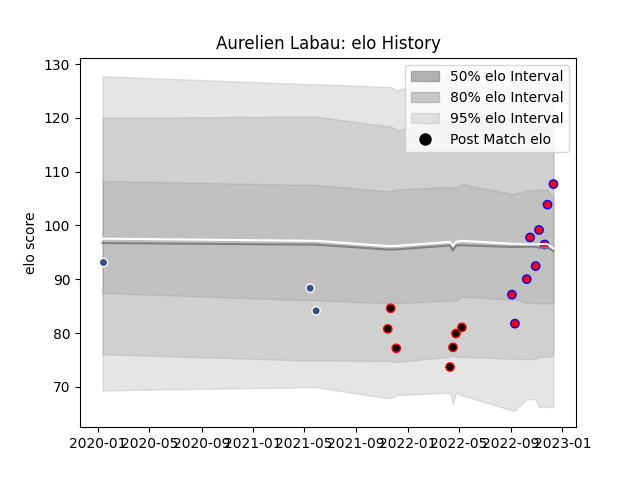 Aurelien Labau: elo History
50% elo Interval
80% elo Interval
95% elo Interval
Post Match elo
elo score
130
120
110
100
90
80
70
2020-01 2020-05 2020-09 2021-01 2021-05 2021-09 2022-01 2022-05 2022-09 2023-01